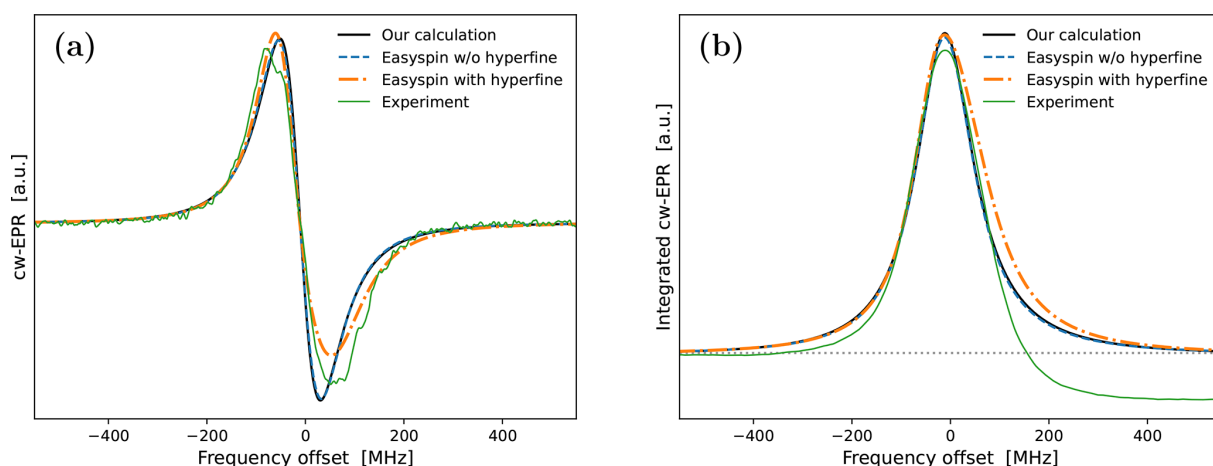 (a)
Our calculation
Easyspin w/o hyperfine
Easyspin with hyperfine
Experiment
cw-EPR [a.u.]
−400 −200 0 200 400
Frequency offset [MHz]
(b)
Our calculation
Easyspin w/o hyperfine
Easyspin with hyperfine
Experiment
Integrated cw-EPR [a.u.]
−400 −200 0 200 400
Frequency offset [MHz]